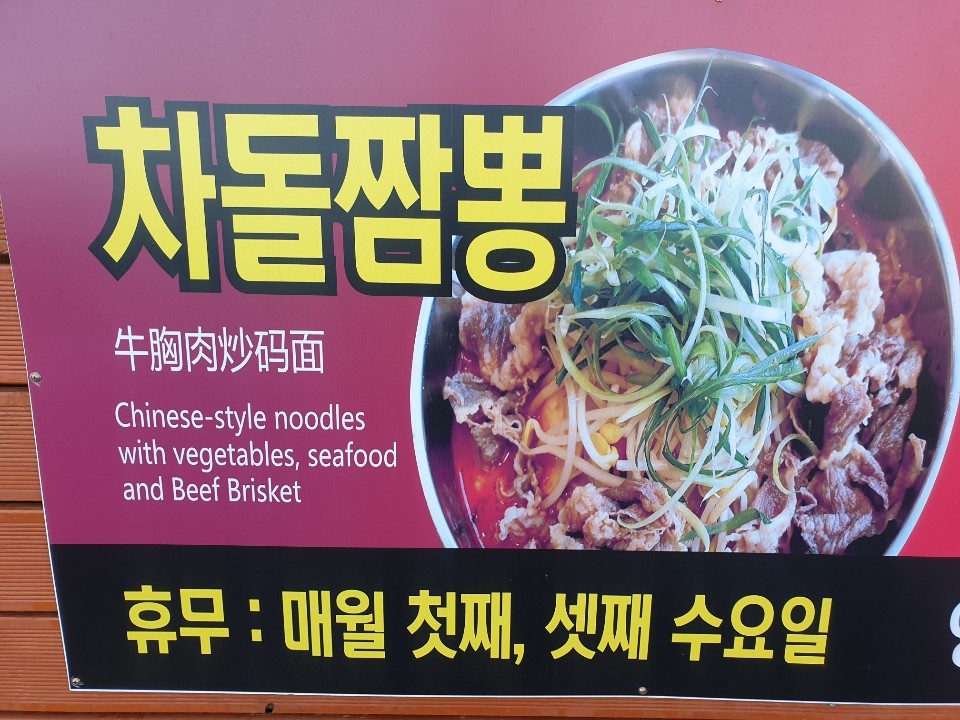 차돌짬뽕
牛胸肉炒码面
Chinese-style noodles
with vegetables, seafood
and Beef Brisket
휴무 : 매월 첫째, 셋째 수요일